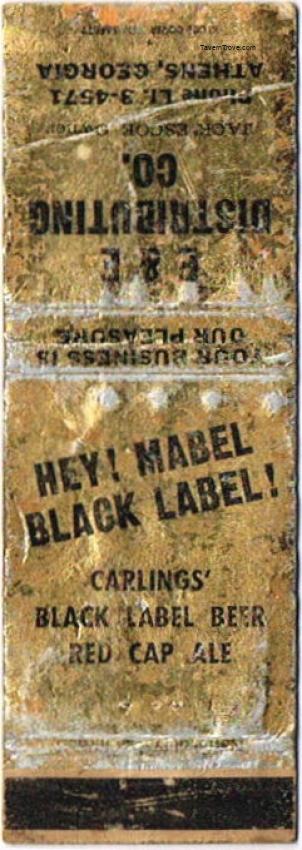 TavernTrove.com
HEY! MABEL
BLACK LABEL!
CARLINGS'
BLACK LABEL BEER
RED CAP ALE
YOUR BUSINESS IS
OUR PLEASURE
E & E
DISTRIBUTING
CO.
JACK ESCOE, Owner
Phone LI. 3-4571
ATHENS, GEORGIA